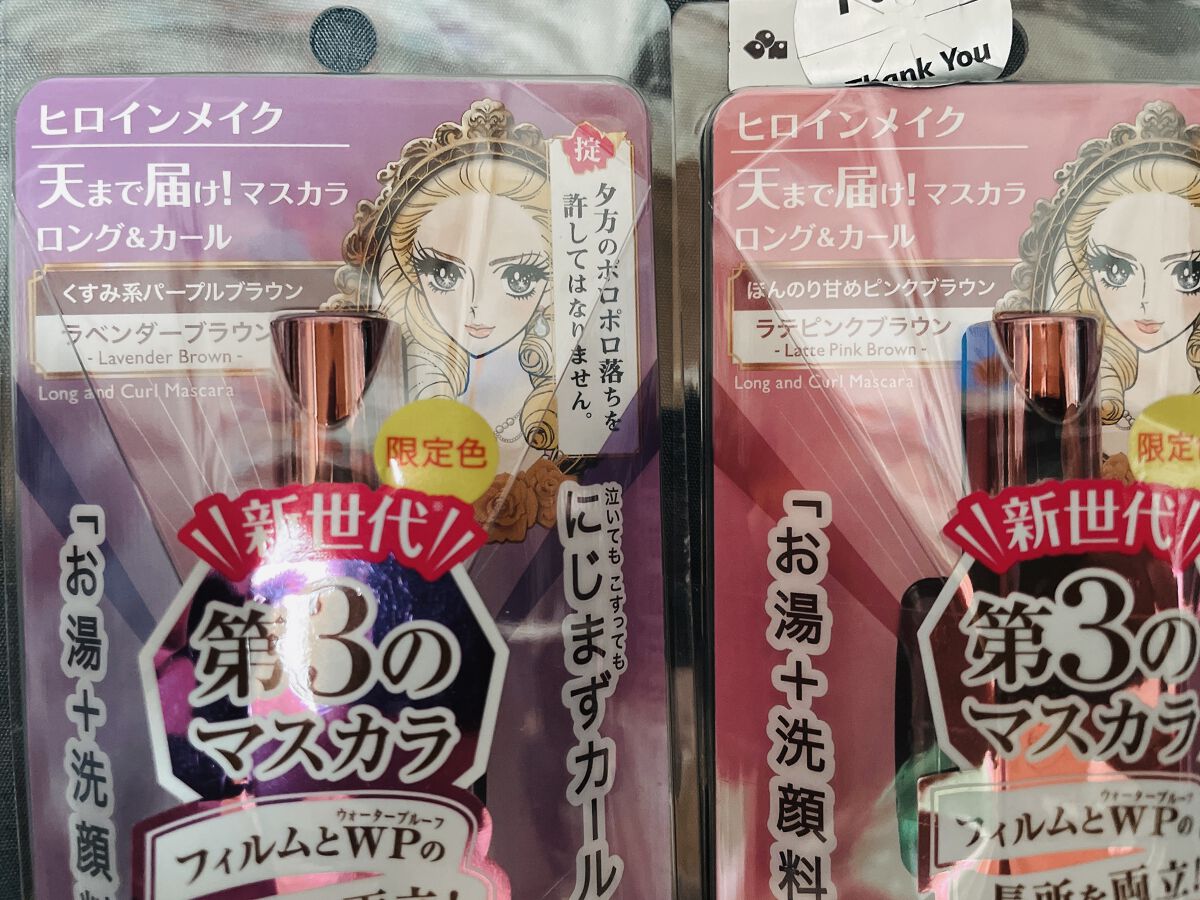 ヒロインメイク
天まで届け！マスカラ
ロング&カール
くすみ系パープルブラウン
ラベンダーブラウン
- Lavender Brown -
Long and Curl Mascara
掟
夕方のポロポロ落ちを
許してはなりません。
限定色
新世代※
第3の
マスカラ
「お湯+洗顔料
泣いても こすっても
にじまずカール
ウォータープルーフ
フィルムとWPの
両立!
Thank You
ヒロインメイク
天まで届け！マスカラ
ロング&カール
ほんのり甘めピンクブラウン
ラテピンクブラウン
- Latte Pink Brown -
Long and Curl Mascara
限定
新世代
第3の
マスカラ
「お湯+洗顔料
ウォータープルーフ
フィルムとWPの
長所を両立!